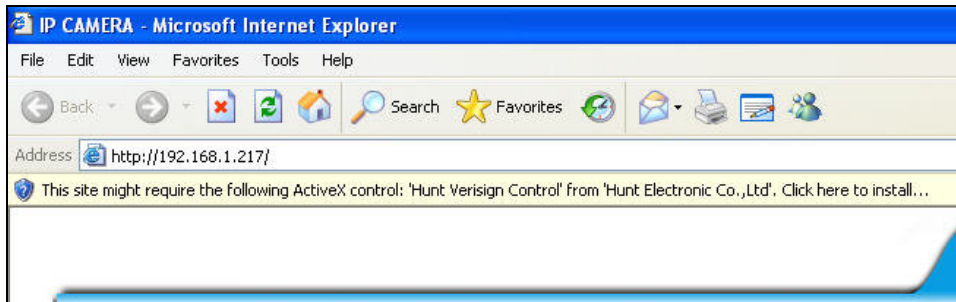 IP CAMERA - Microsoft Internet Explorer
File Edit View Favorites Tools Help
Back Search Favorites
Address http://192.168.1.217/
This site might require the following ActiveX control: 'Hunt Verisign Control' from 'Hunt Electronic Co.,Ltd'. Click here to install...